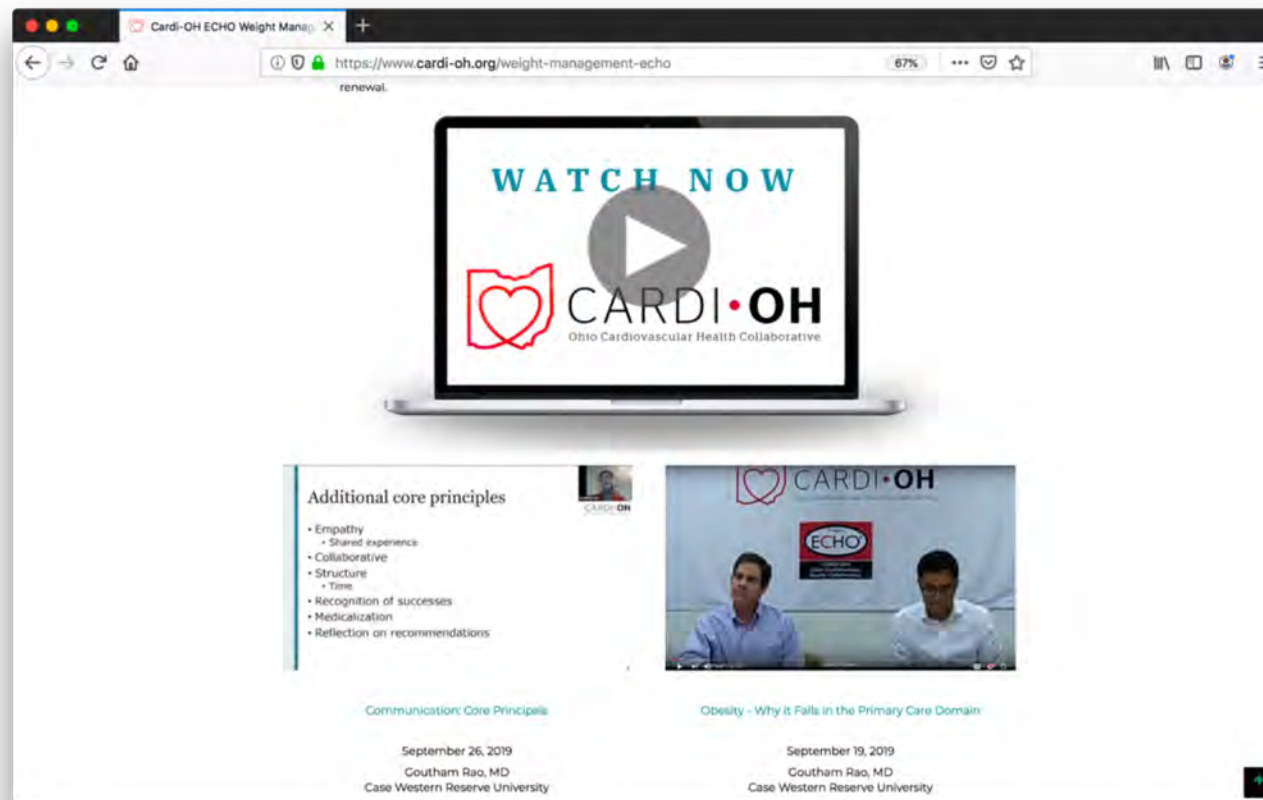 Cardi-OH ECHO Weight Manag
https://www.cardi-oh.org/weight-management-echo
67%
renewal.
WATCH NOW
CARDI•OH
Ohio Cardiovascular Health Collaborative
Additional core principles
CARDI•OH
• Empathy
• Shared experience
• Collaborative
• Structure
• Time
• Recognition of successes
• Medicalization
• Reflection on recommendations
CARDI•OH
ECHO
Communication: Core Principels
September 26, 2019
Goutham Rao, MD
Case Western Reserve University
Obesity - Why it Falls in the Primary Care Domain
September 19, 2019
Goutham Rao, MD
Case Western Reserve University